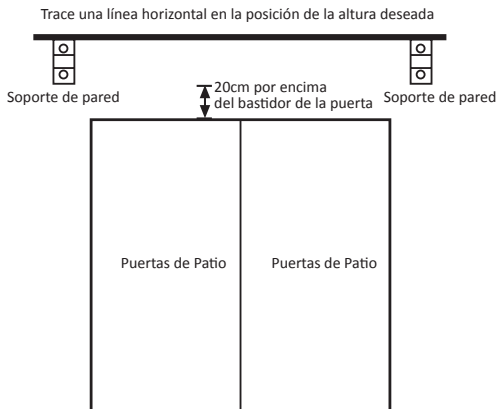 Trace una línea horizontal en la posición de la altura deseada
Soporte de pared
20cm por encima
del bastidor de la puerta
Soporte de pared
Puertas de Patio
Puertas de Patio